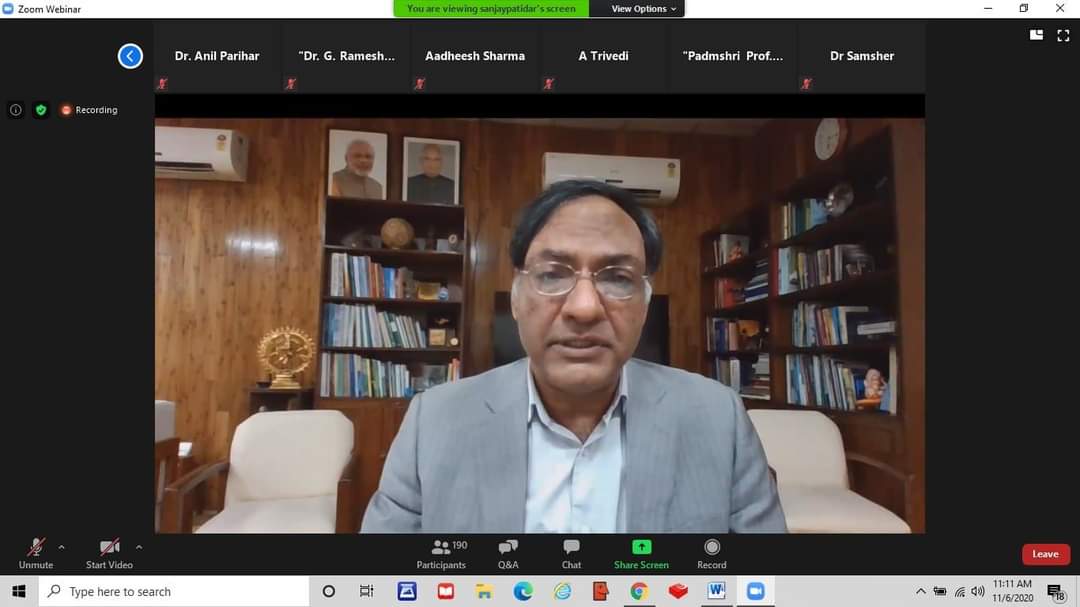 Zoom Webinar
You are viewing sanjaypatidar's screen
View Options
Dr. Anil Parihar
"Dr. G. Ramesh...
Aadheesh Sharma
A Trivedi
"Padmshri Prof....
Dr Samsher
Recording
Unmute
Start Video
190
Participants
Q&A
Chat
Share Screen
Record
Leave
Type here to search
W
11:11 AM
11/6/2020
18